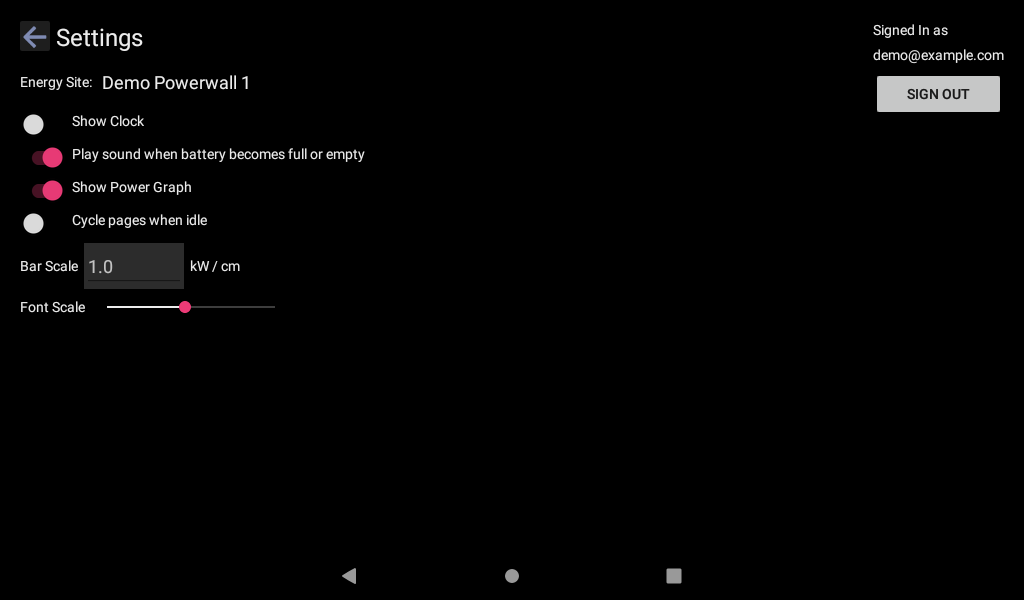 Settings
Signed In as
demo@example.com
SIGN OUT
Energy Site: Demo Powerwall 1
Show Clock
Play sound when battery becomes full or empty
Show Power Graph
Cycle pages when idle
Bar Scale 1.0 kW / cm
Font Scale